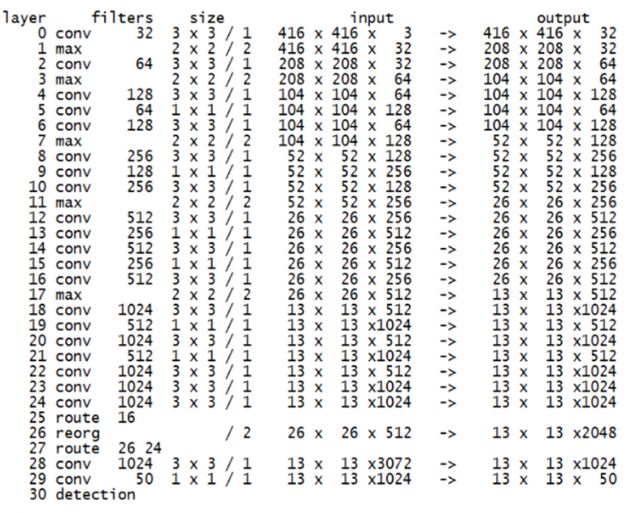 layer filters size input output
0 conv 32 3 x 3 / 1 416 x 416 x 3 -> 416 x 416 x 32
1 max 2 x 2 / 2 416 x 416 x 32 -> 208 x 208 x 32
2 conv 64 3 x 3 / 1 208 x 208 x 32 -> 208 x 208 x 64
3 max 2 x 2 / 2 208 x 208 x 64 -> 104 x 104 x 64
4 conv 128 3 x 3 / 1 104 x 104 x 64 -> 104 x 104 x 128
5 conv 64 1 x 1 / 1 104 x 104 x 128 -> 104 x 104 x 64
6 conv 128 3 x 3 / 1 104 x 104 x 64 -> 104 x 104 x 128
7 max 2 x 2 / 2 104 x 104 x 128 -> 52 x 52 x 128
8 conv 256 3 x 3 / 1 52 x 52 x 128 -> 52 x 52 x 256
9 conv 128 1 x 1 / 1 52 x 52 x 256 -> 52 x 52 x 128
10 conv 256 3 x 3 / 1 52 x 52 x 128 -> 52 x 52 x 256
11 max 2 x 2 / 2 52 x 52 x 256 -> 26 x 26 x 256
12 conv 512 3 x 3 / 1 26 x 26 x 256 -> 26 x 26 x 512
13 conv 256 1 x 1 / 1 26 x 26 x 512 -> 26 x 26 x 256
14 conv 512 3 x 3 / 1 26 x 26 x 256 -> 26 x 26 x 512
15 conv 256 1 x 1 / 1 26 x 26 x 512 -> 26 x 26 x 256
16 conv 512 3 x 3 / 1 26 x 26 x 256 -> 26 x 26 x 512
17 max 2 x 2 / 2 26 x 26 x 512 -> 13 x 13 x 512
18 conv 1024 3 x 3 / 1 13 x 13 x 512 -> 13 x 13 x1024
19 conv 512 1 x 1 / 1 13 x 13 x1024 -> 13 x 13 x 512
20 conv 1024 3 x 3 / 1 13 x 13 x 512 -> 13 x 13 x1024
21 conv 512 1 x 1 / 1 13 x 13 x1024 -> 13 x 13 x 512
22 conv 1024 3 x 3 / 1 13 x 13 x 512 -> 13 x 13 x1024
23 conv 1024 3 x 3 / 1 13 x 13 x1024 -> 13 x 13 x1024
24 conv 1024 3 x 3 / 1 13 x 13 x1024 -> 13 x 13 x1024
25 route 16
26 reorg / 2 26 x 26 x 512 -> 13 x 13 x2048
27 route 26 24
28 conv 1024 3 x 3 / 1 13 x 13 x3072 -> 13 x 13 x1024
29 conv 50 1 x 1 / 1 13 x 13 x1024 -> 13 x 13 x 50
30 detection